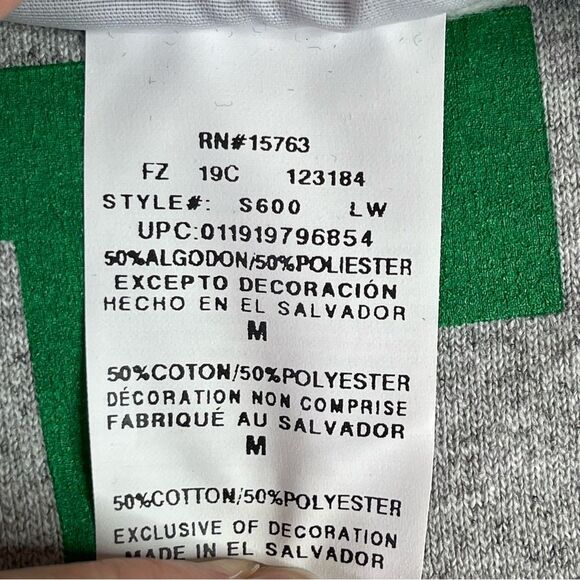 RN#15763
FZ 19C 123184
STYLE#: S600 LW
UPC:011919796854
50%ALGODON/50%POLIESTER
EXCEPTO DECORACIÓN
HECHO EN EL SALVADOR
M
50%COTON/50%POLYESTER
DÉCORATION NON COMPRISE
FABRIQUÉ AU SALVADOR
M
50%COTTON/50%POLYESTER
EXCLUSIVE OF DECORATION
MADE IN EL SALVADOR